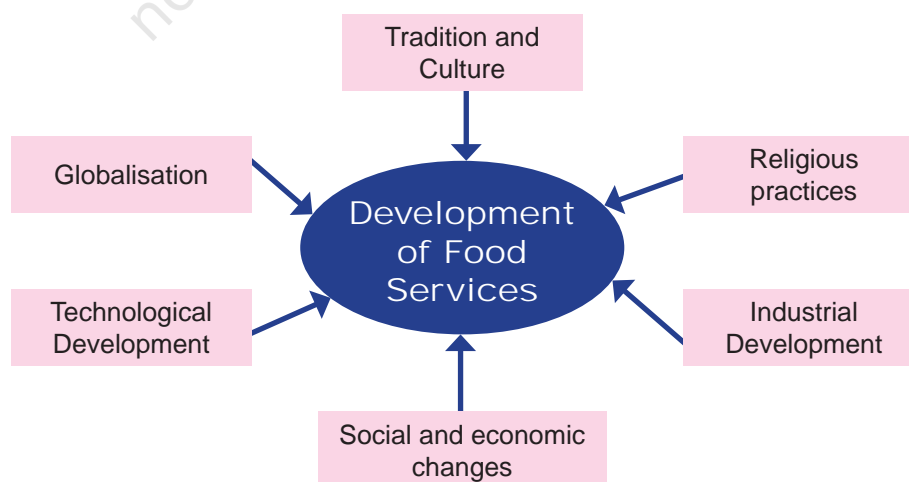 Tradition and
Culture
Globalisation
Religious
practices
Development
of Food
Services
Technological
Development
Industrial
Development
Social and economic
changes